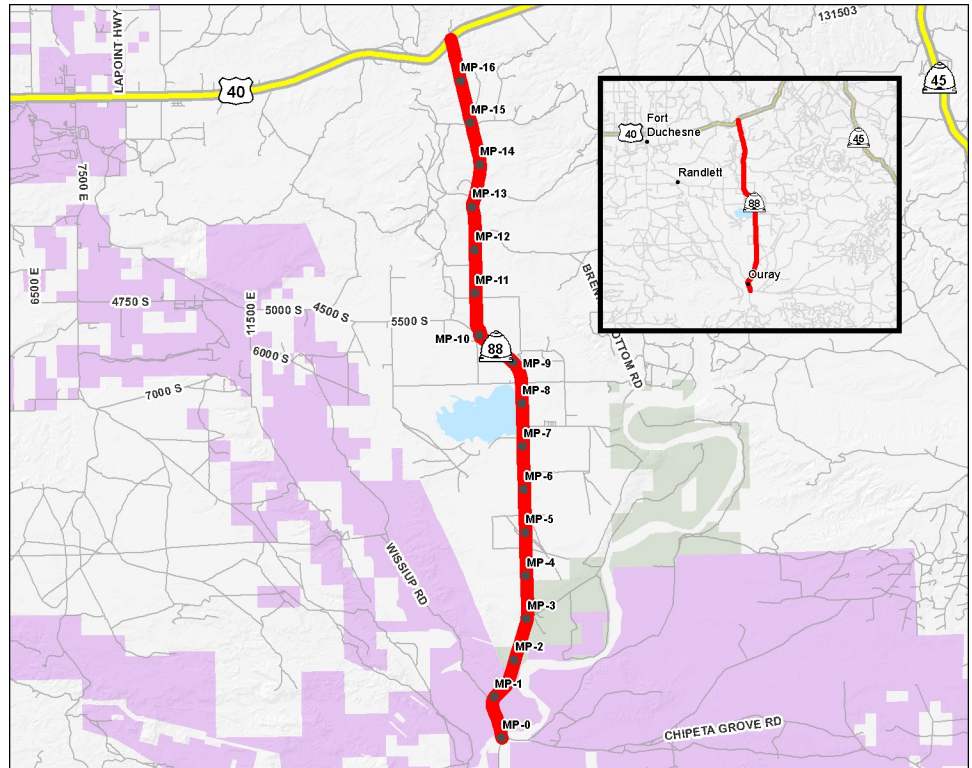 131503
LAPOINT HWY
45
MP-16
40
MP-15
MP-14
7500 E
MP-13
MP-12
MP-11
6500 E
4750 S
11500 E
5000 S
4500 S
5500 S
MP-10
88
6000 S
MP-9
7000 S
MP-8
OTTOM RD
MP-7
MP-6
MP-5
WISSIUP RD
MP-4
MP-3
MP-2
MP-1
MP-0
CHIPETA GROVE RD
40
Fort
Duchesne
45
Randlett
88
Ouray